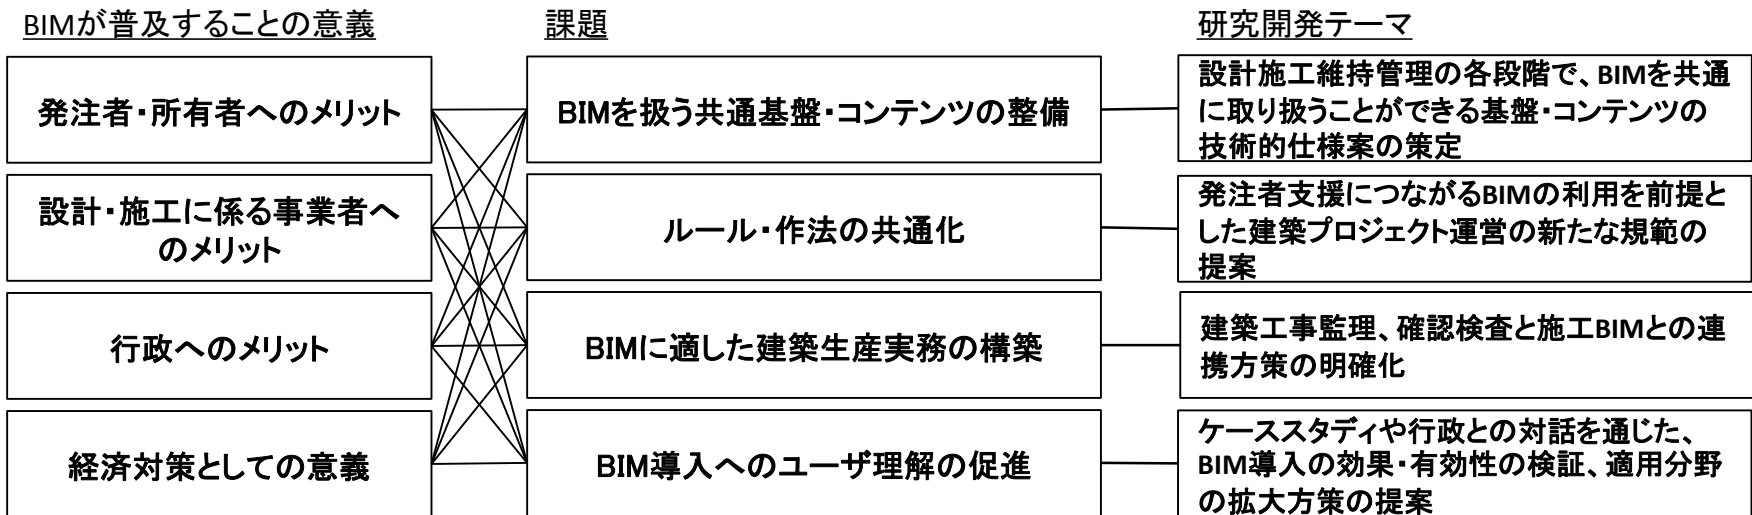 BIMが普及することの意義
課題
研究開発テーマ
発注者・所有者へのメリット
BIMを扱う共通基盤・コンテンツの整備
設計施工維持管理の各段階で、BIMを共通
に取り扱うことができる基盤・コンテンツの
技術的仕様案の策定
設計・施工に係る事業者へ
のメリット
ルール・作法の共通化
発注者支援につながるBIMの利用を前提と
した建築プロジェクト運営の新たな規範の
提案
行政へのメリット
BIMに適した建築生産実務の構築
建築工事監理、確認検査と施工BIMとの連
携方策の明確化
経済対策としての意義
BIM導入へのユーザ理解の促進
ケーススタディや行政との対話を通じた、
BIM導入の効果・有効性の検証、適用分野
の拡大方策の提案